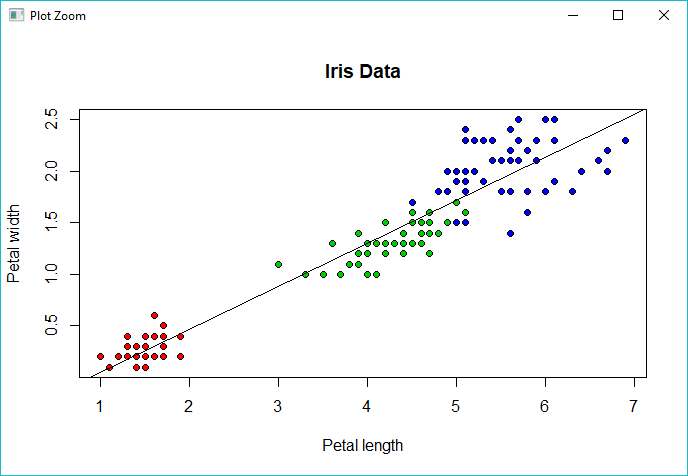 Plot Zoom
Iris Data
Petal width
2.5
2.0
1.5
1.0
0.5
1 2 3 4 5 6 7
Petal length